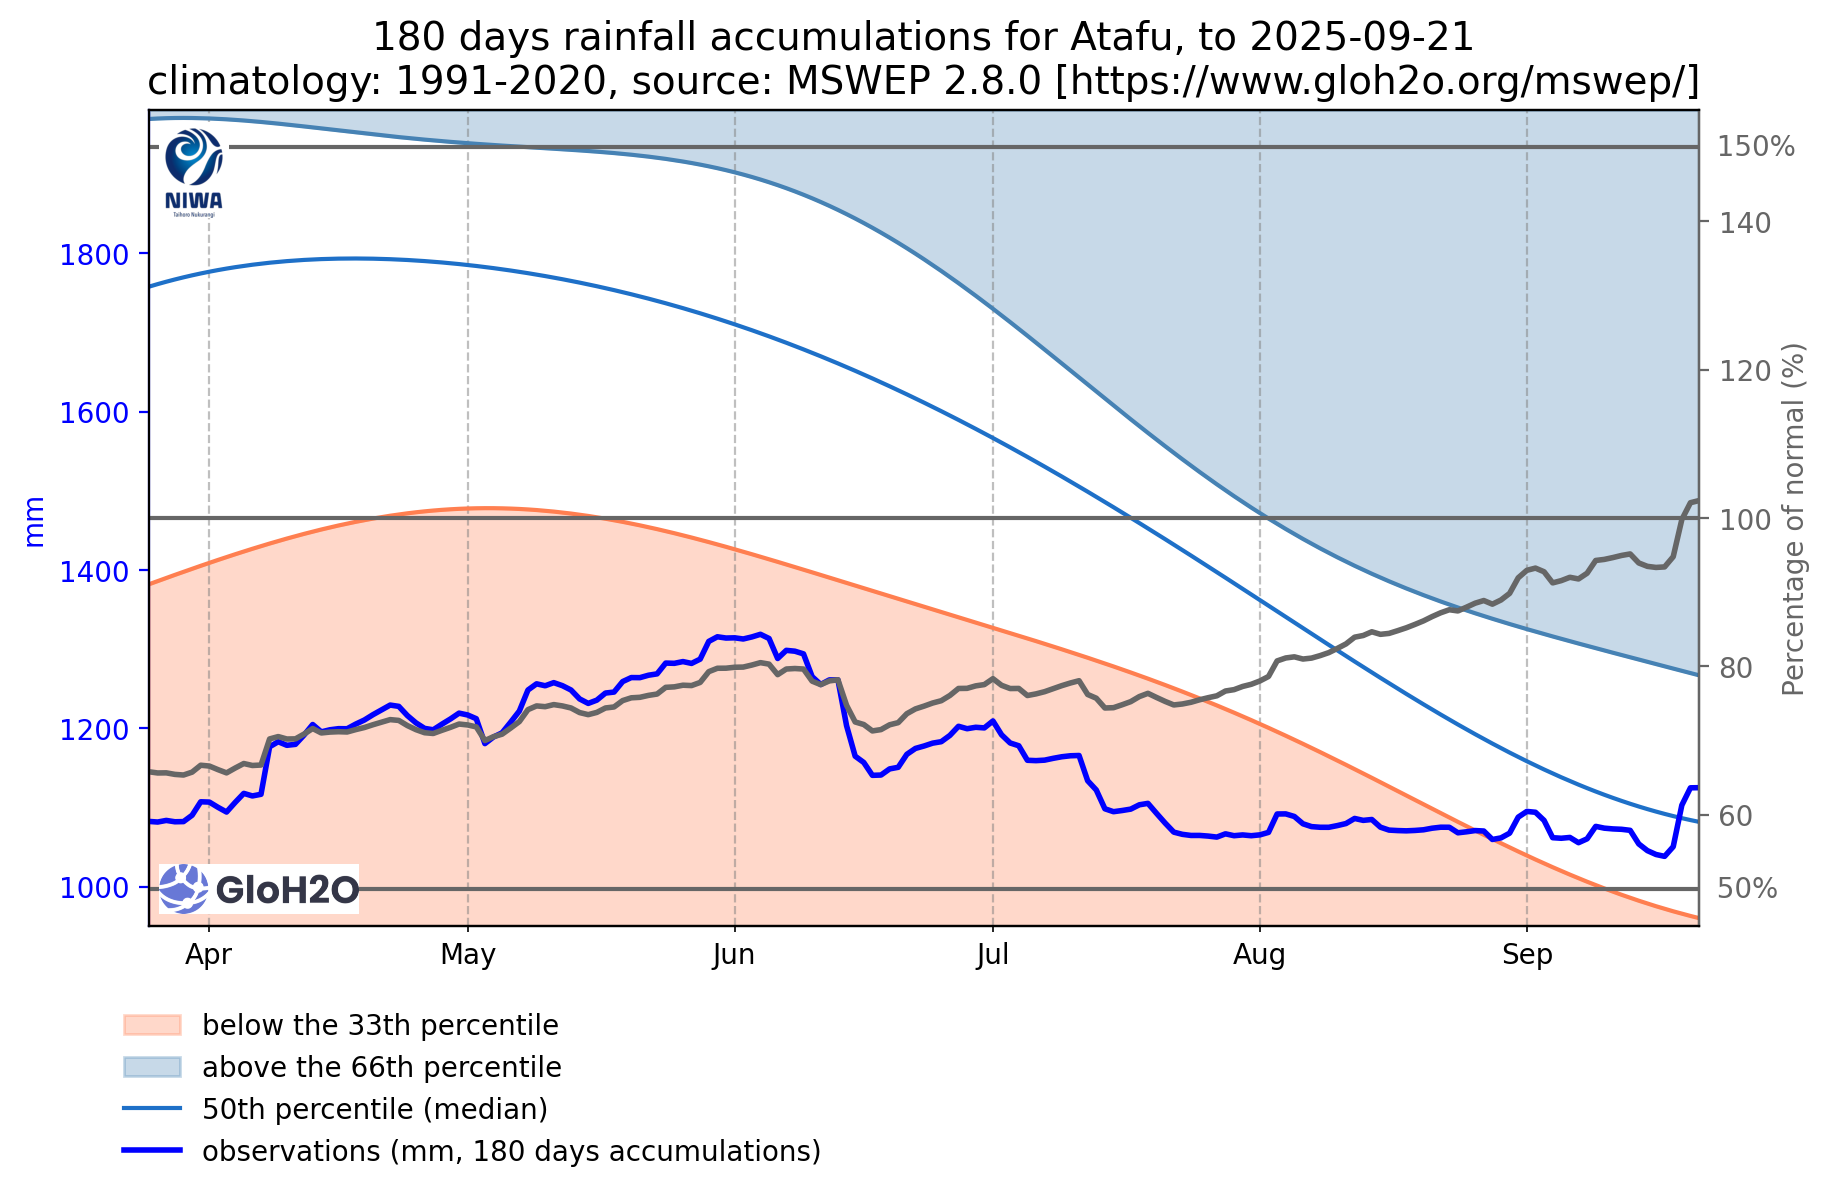 180 days rainfall accumulations for Atafu, to 2025-09-21
climatology: 1991-2020, source: MSWEP 2.8.0 [https://www.gloh2o.org/mswep/]
NIWA
Taihoro Nukurangi
150%
140
120
100
80
60
50%
Percentage of normal (%)
1800
1600
1400
1200
1000
mm
GloH2O
Apr
May
Jun
Jul
Aug
Sep
below the 33th percentile
above the 66th percentile
50th percentile (median)
observations (mm, 180 days accumulations)